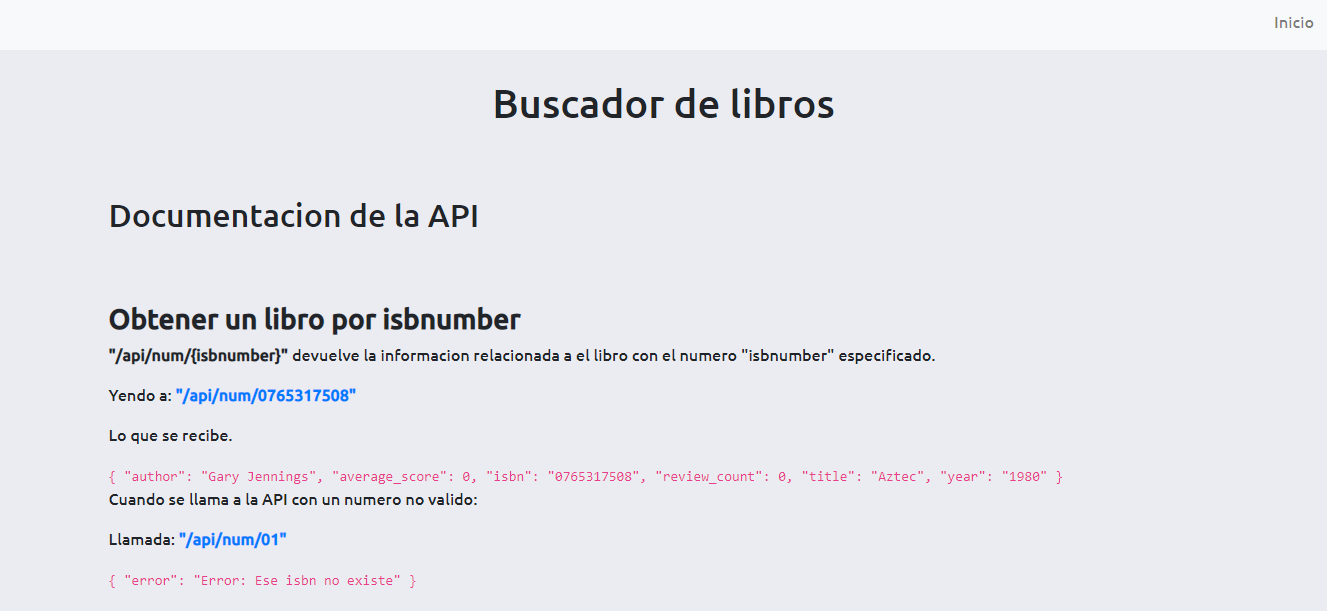 Inicio
Buscador de libros
Documentacion de la API
Obtener un libro por isbnumber
"/api/num/{isbnumber}" devuelve la informacion relacionada a el libro con el numero "isbnumber" especificado.
Yendo a: "/api/num/0765317508"
Lo que se recibe.
{ "author": "Gary Jennings", "average_score": 0, "isbn": "0765317508", "review_count": 0, "title": "Aztec", "year": "1980" }
Cuando se llama a la API con un numero no valido:
Llamada: "/api/num/01"
{ "error": "Error: Ese isbn no existe" }